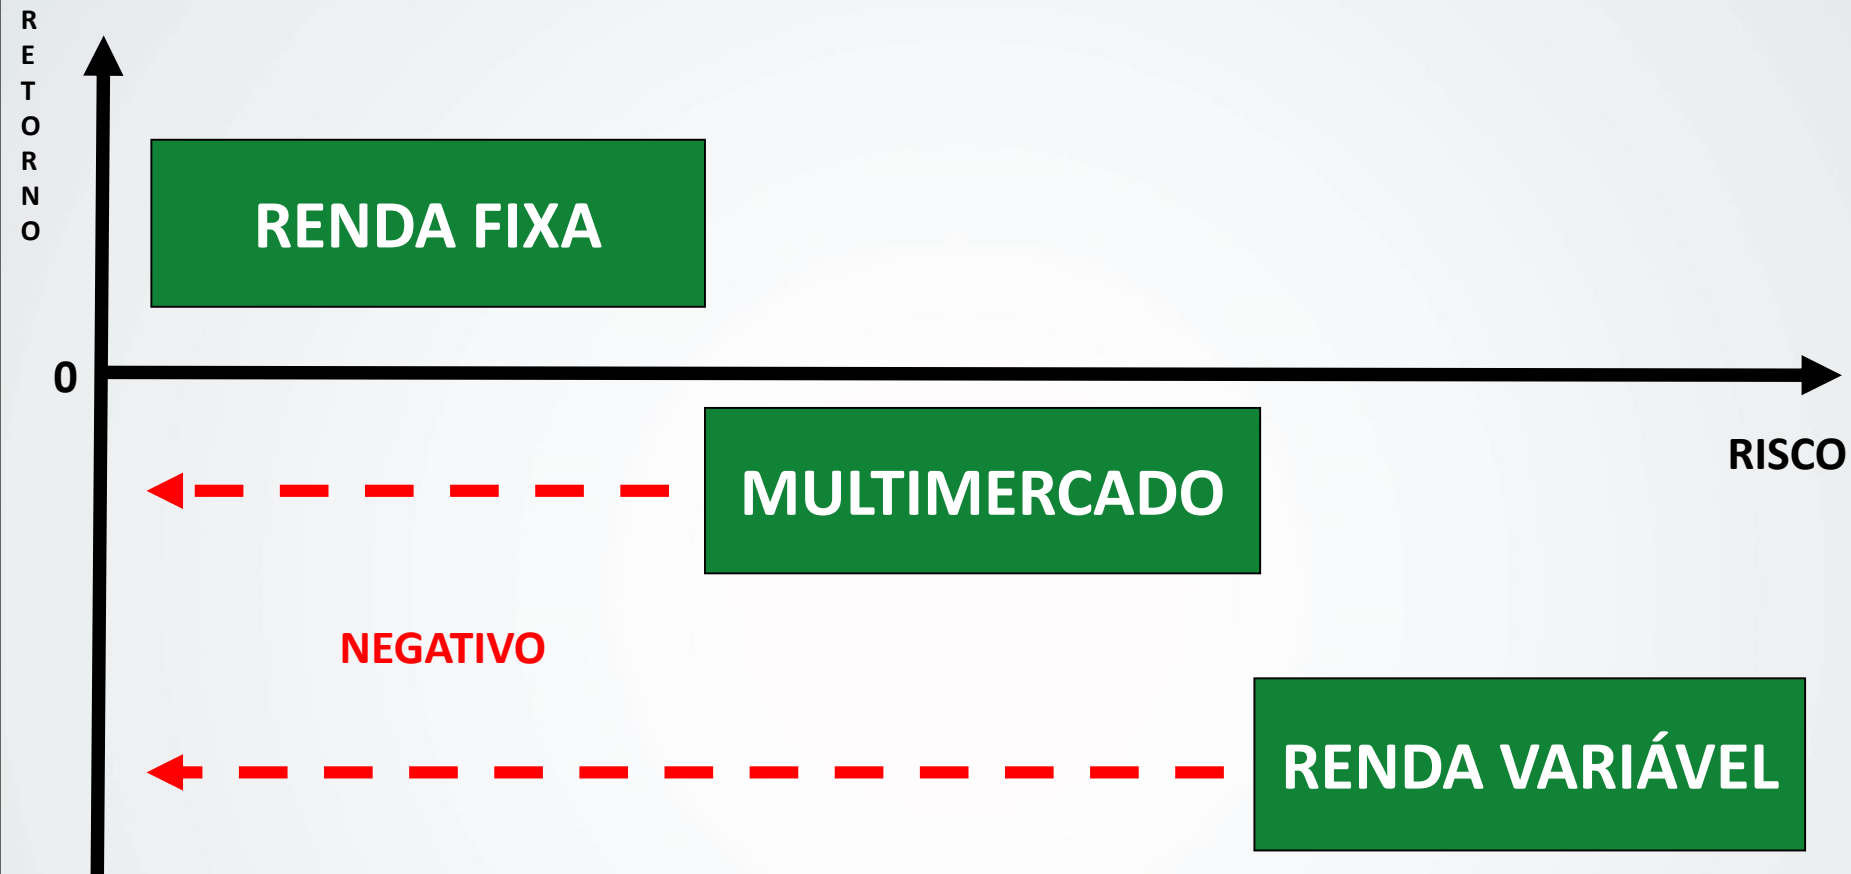 RETORNO
RENDA FIXA
0
RISCO
MULTIMERCADO
NEGATIVO
RENDA VARIÁVEL